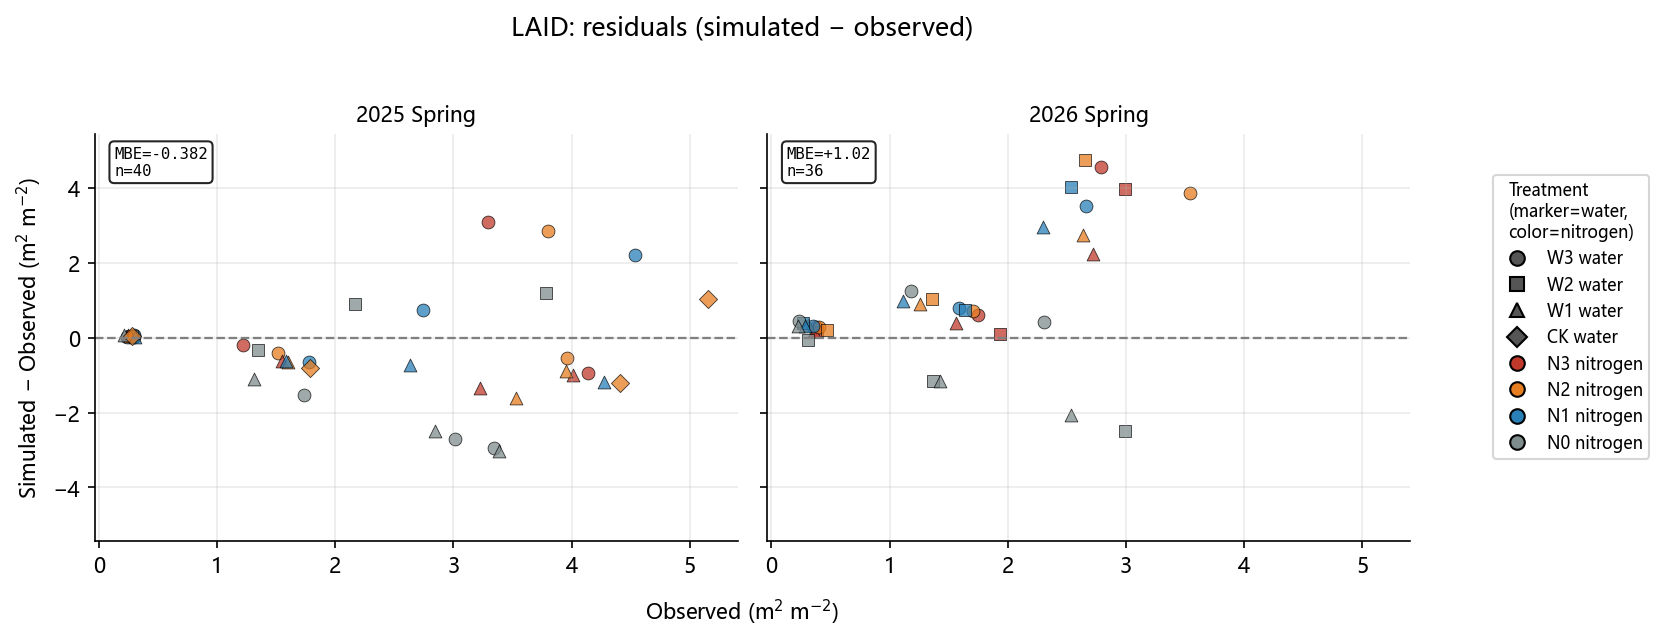 LAID: residuals (simulated − observed)
2025 Spring
2026 Spring
MBE=-0.382
n=40
MBE=+1.02
n=36
Simulated − Observed (m² m⁻²)
4
2
0
−2
−4
0 1 2 3 4 5
0 1 2 3 4 5
Observed (m² m⁻²)
Treatment
(marker=water,
color=nitrogen)
W3 water
W2 water
W1 water
CK water
N3 nitrogen
N2 nitrogen
N1 nitrogen
N0 nitrogen